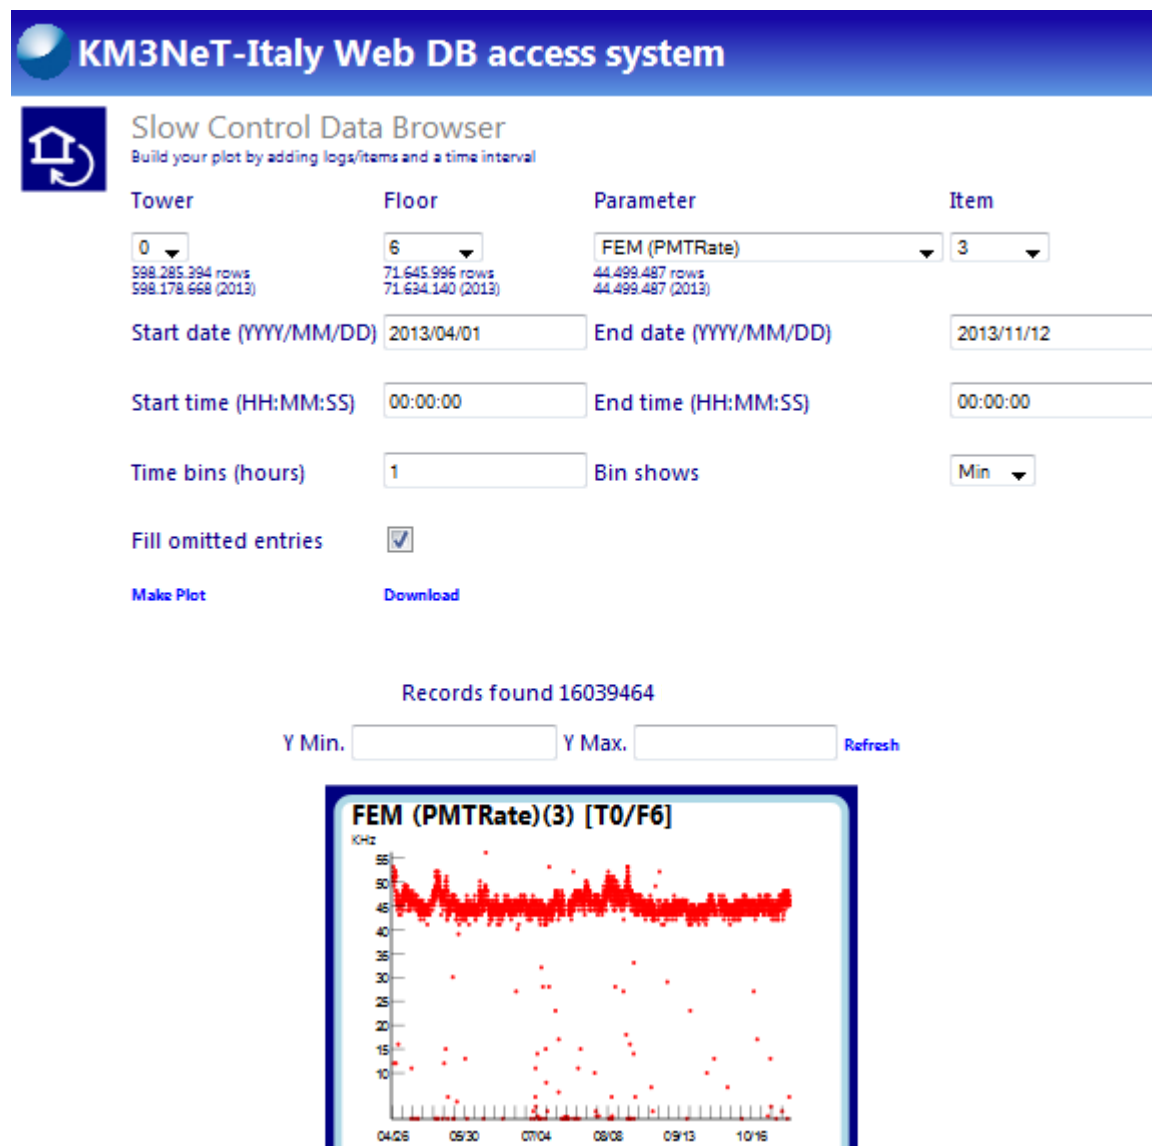 KM3NeT-Italy Web DB access system
Slow Control Data Browser
Build your plot by adding logs/items and a time interval
Tower Floor Parameter Item
0 6 FEM (PMTRate) 3
598.285.394 rows 71.645.996 rows 44.499.487 rows
598.178.668 (2013) 71.634.140 (2013) 44.499.487 (2013)
Start date (YYYY/MM/DD) 2013/04/01 End date (YYYY/MM/DD) 2013/11/12
Start time (HH:MM:SS) 00:00:00 End time (HH:MM:SS) 00:00:00
Time bins (hours) 1 Bin shows Min
Fill omitted entries
Make Plot Download
Records found 16039464
Y Min. Y Max. Refresh
FEM (PMTRate)(3) [T0/F6]
KHz
55
50
45
40
35
30
25
20
15
10
04/26 05/30 07/04 08/08 09/13 10/16